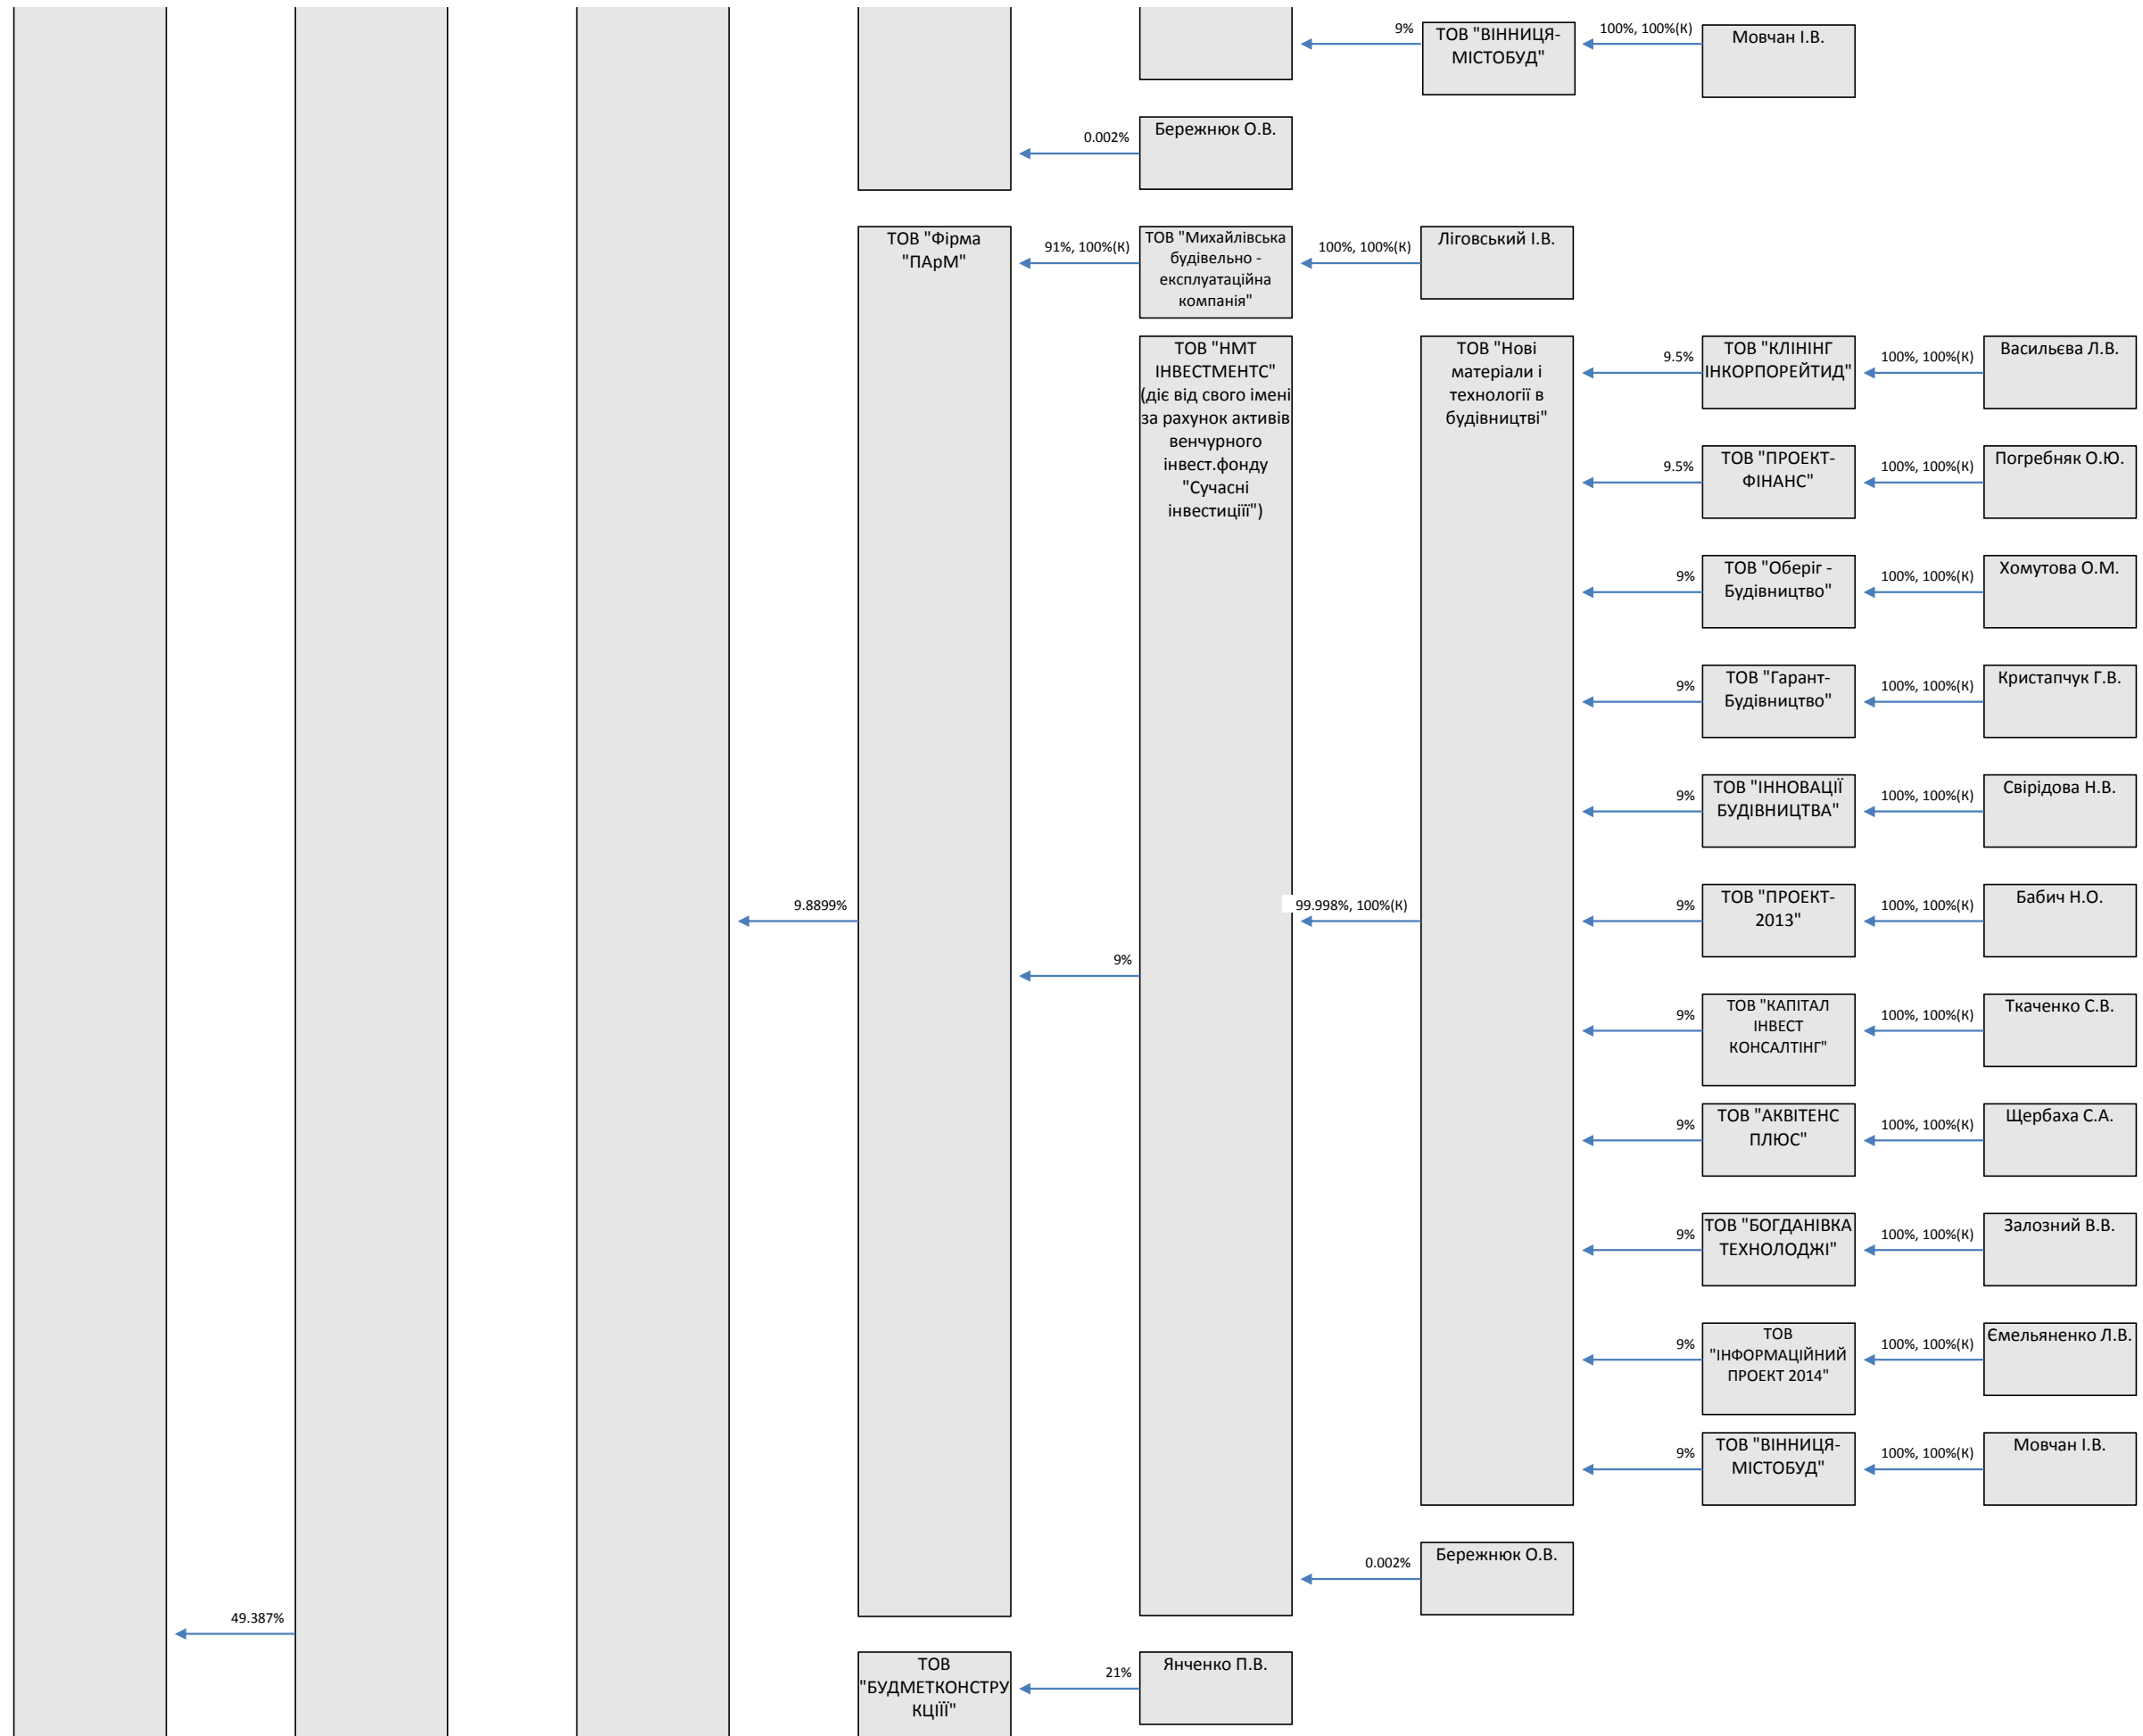 9%
ТОВ "ВІННИЦЯ-
МІСТОБУД"
100%, 100%(К)
Мовчан І.В.
0.002%
Бережнюк О.В.
ТОВ "Фірма
"ПАрМ"
91%, 100%(К)
ТОВ "Михайлівська
будівельно -
експлуатаційна
компанія"
100%, 100%(К)
Ліговський І.В.
ТОВ "НМТ
ІНВЕСТМЕНТС"
(діє від свого імені
за рахунок активів
венчурного
інвест.фонду
"Сучасні
інвестиціїї")
ТОВ "Нові
матеріали і
технології в
будівництві"
9.5%
ТОВ "КЛІНІНГ
ІНКОРПОРЕЙТИД"
100%, 100%(К)
Васильєва Л.В.
9.5%
ТОВ "ПРОЕКТ-
ФІНАНС"
100%, 100%(К)
Погребняк О.Ю.
9%
ТОВ "Оберіг -
Будівництво"
100%, 100%(К)
Хомутова О.М.
9%
ТОВ "Гарант-
Будівництво"
100%, 100%(К)
Кристапчук Г.В.
9%
ТОВ "ІННОВАЦІЇ
БУДІВНИЦТВА"
100%, 100%(К)
Свірідова Н.В.
9.8899%
99.998%, 100%(К)
9%
ТОВ "ПРОЕКТ-
2013"
100%, 100%(К)
Бабич Н.О.
9%
9%
ТОВ "КАПІТАЛ
ІНВЕСТ
КОНСАЛТІНГ"
100%, 100%(К)
Ткаченко С.В.
9%
ТОВ "АКВІТЕНС
ПЛЮС"
100%, 100%(К)
Щербаха С.А.
9%
ТОВ "БОГДАНІВКА
ТЕХНОЛОДЖІ"
100%, 100%(К)
Залозний В.В.
9%
ТОВ
"ІНФОРМАЦІЙНИЙ
ПРОЕКТ 2014"
100%, 100%(К)
Ємельяненко Л.В.
9%
ТОВ "ВІННИЦЯ-
МІСТОБУД"
100%, 100%(К)
Мовчан І.В.
0.002%
Бережнюк О.В.
49.387%
ТОВ
"БУДМЕТКОНСТРУ
КЦІЇЇ"
21%
Янченко П.В.